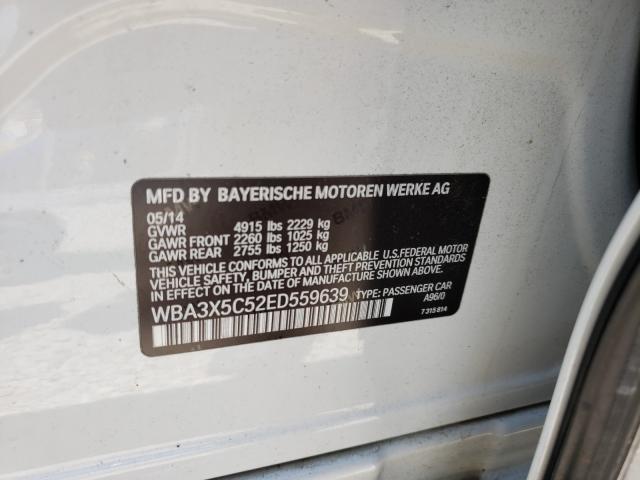 MFD BY BAYERISCHE MOTOREN WERKE AG
05/14
GVWR 4915 lbs 2229 kg
GAWR FRONT 2260 lbs 1025 kg
GAWR REAR 2755 lbs 1250 kg
THIS VEHICLE CONFORMS TO ALL APPLICABLE U.S.FEDERAL MOTOR
VEHICLE SAFETY, BUMPER AND THEFT PREVENTION STANDARDS
IN EFFECT ON THE DATE OF MANUFACTURE SHOWN ABOVE.
WBA3X5C52ED559639 TYPE: PASSENGER CAR
A96/0
7 315 814